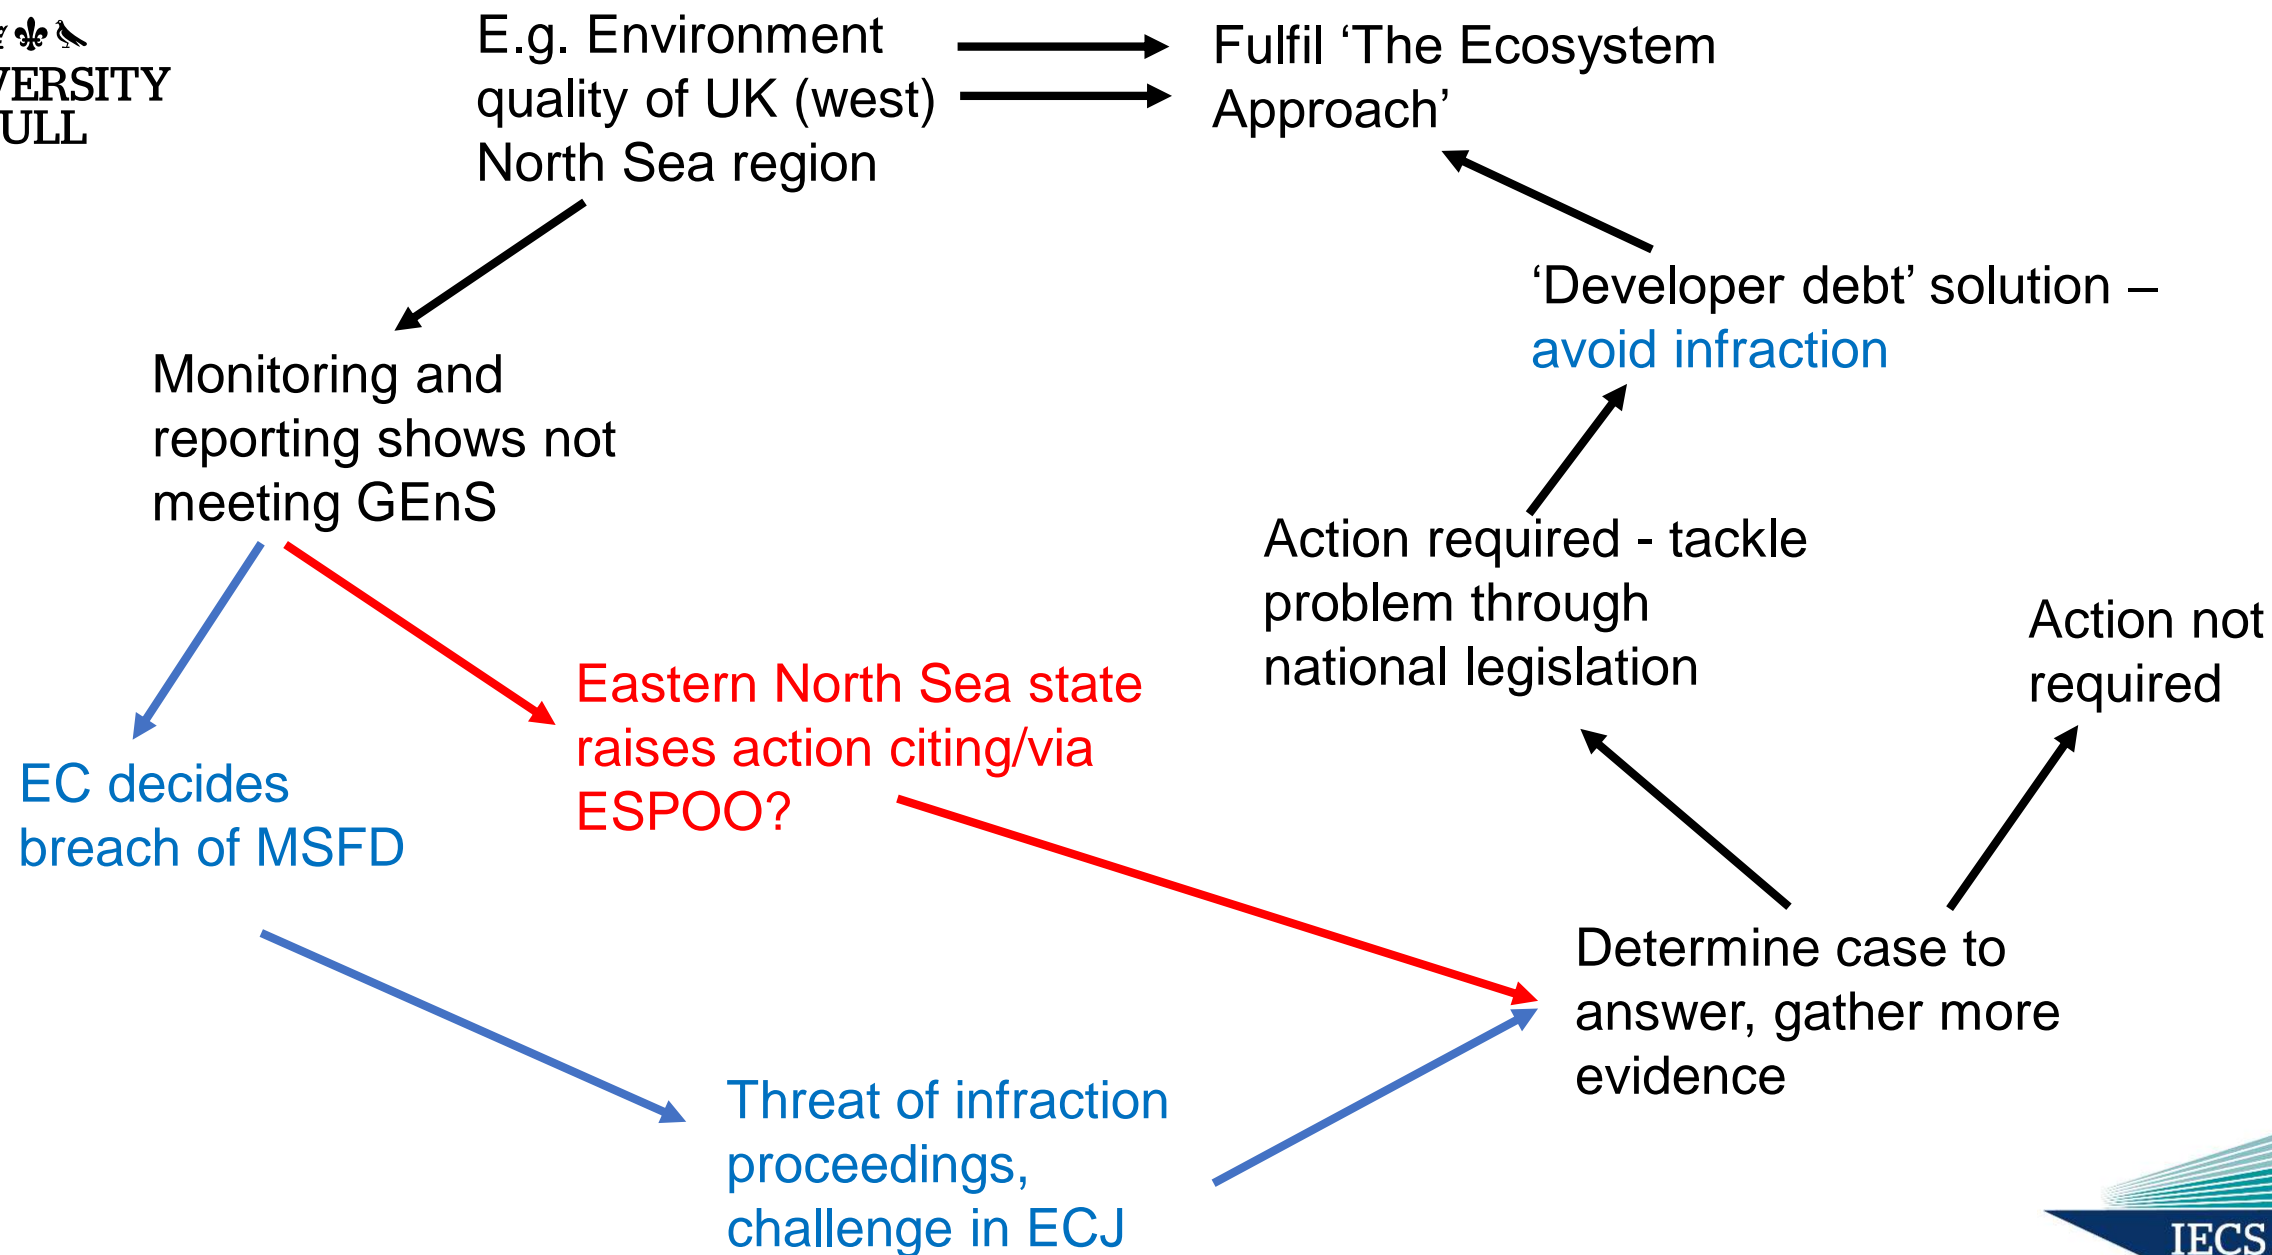 VERSITY
ULL
E.g. Environment
quality of UK (west)
North Sea region
Fulfil ‘The Ecosystem
Approach’
‘Developer debt’ solution –
avoid infraction
Monitoring and
reporting shows not
meeting GEnS
Action required - tackle
problem through
national legislation
Action not
required
Eastern North Sea state
raises action citing/via
ESPOO?
EC decides
breach of MSFD
Determine case to
answer, gather more
evidence
Threat of infraction
proceedings,
challenge in ECJ
IECS